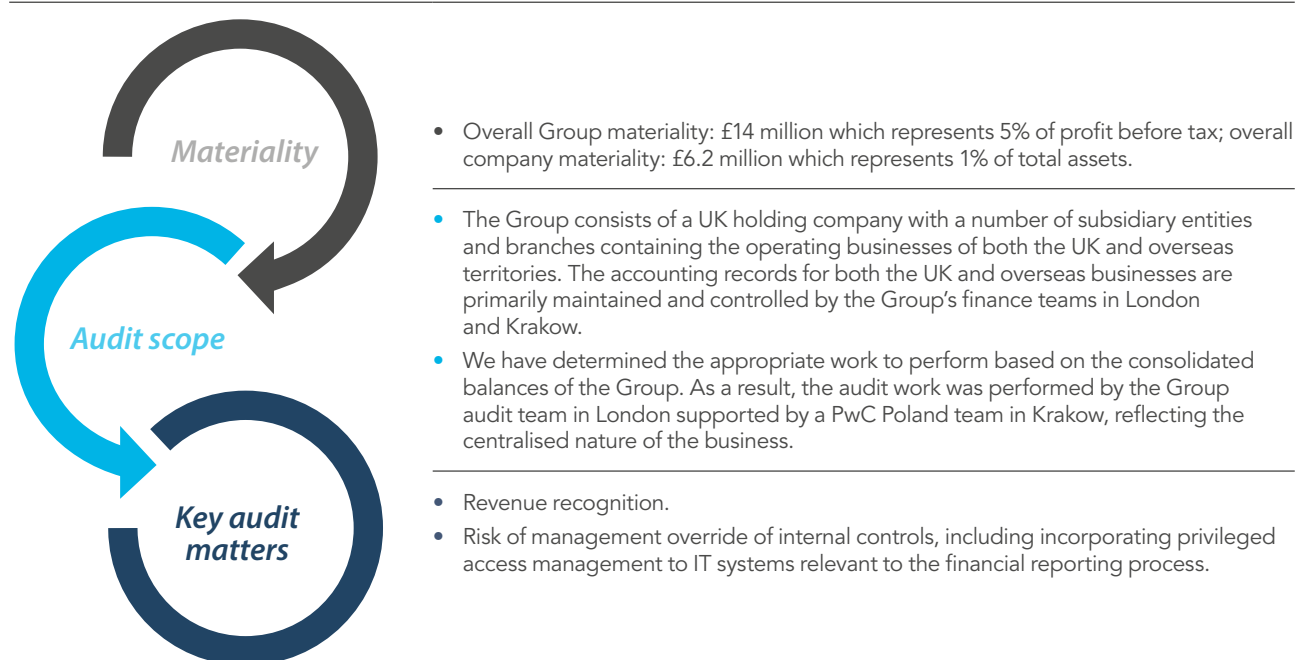 Materiality
• Overall Group materiality: £14 million which represents 5% of profit before tax; overall
company materiality: £6.2 million which represents 1% of total assets.
Audit scope
• The Group consists of a UK holding company with a number of subsidiary entities
and branches containing the operating businesses of both the UK and overseas
territories. The accounting records for both the UK and overseas businesses are
primarily maintained and controlled by the Group’s finance teams in London
and Krakow.
• We have determined the appropriate work to perform based on the consolidated
balances of the Group. As a result, the audit work was performed by the Group
audit team in London supported by a PwC Poland team in Krakow, reflecting the
centralised nature of the business.
Key audit
matters
• Revenue recognition.
• Risk of management override of internal controls, including incorporating privileged
access management to IT systems relevant to the financial reporting process.